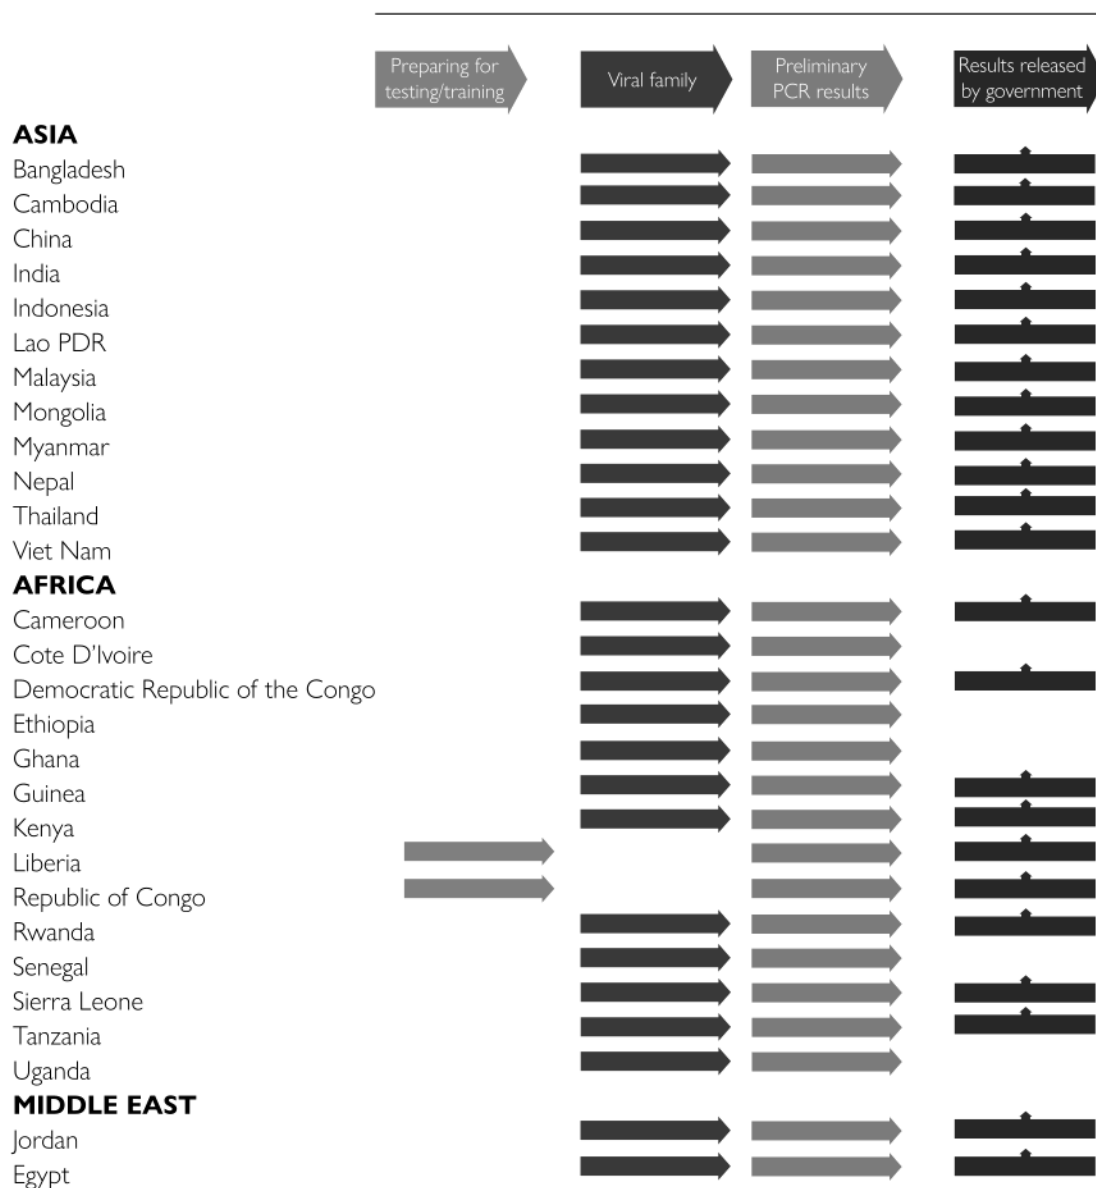 Preparing for
testing/training
Viral family
Preliminary
PCR results
Results released
by government
ASIA
Bangladesh
Cambodia
China
India
Indonesia
Lao PDR
Malaysia
Mongolia
Myanmar
Nepal
Thailand
Viet Nam
AFRICA
Cameroon
Cote D'Ivoire
Democratic Republic of the Congo
Ethiopia
Ghana
Guinea
Kenya
Liberia
Republic of Congo
Rwanda
Senegal
Sierra Leone
Tanzania
Uganda
MIDDLE EAST
Jordan
Egypt